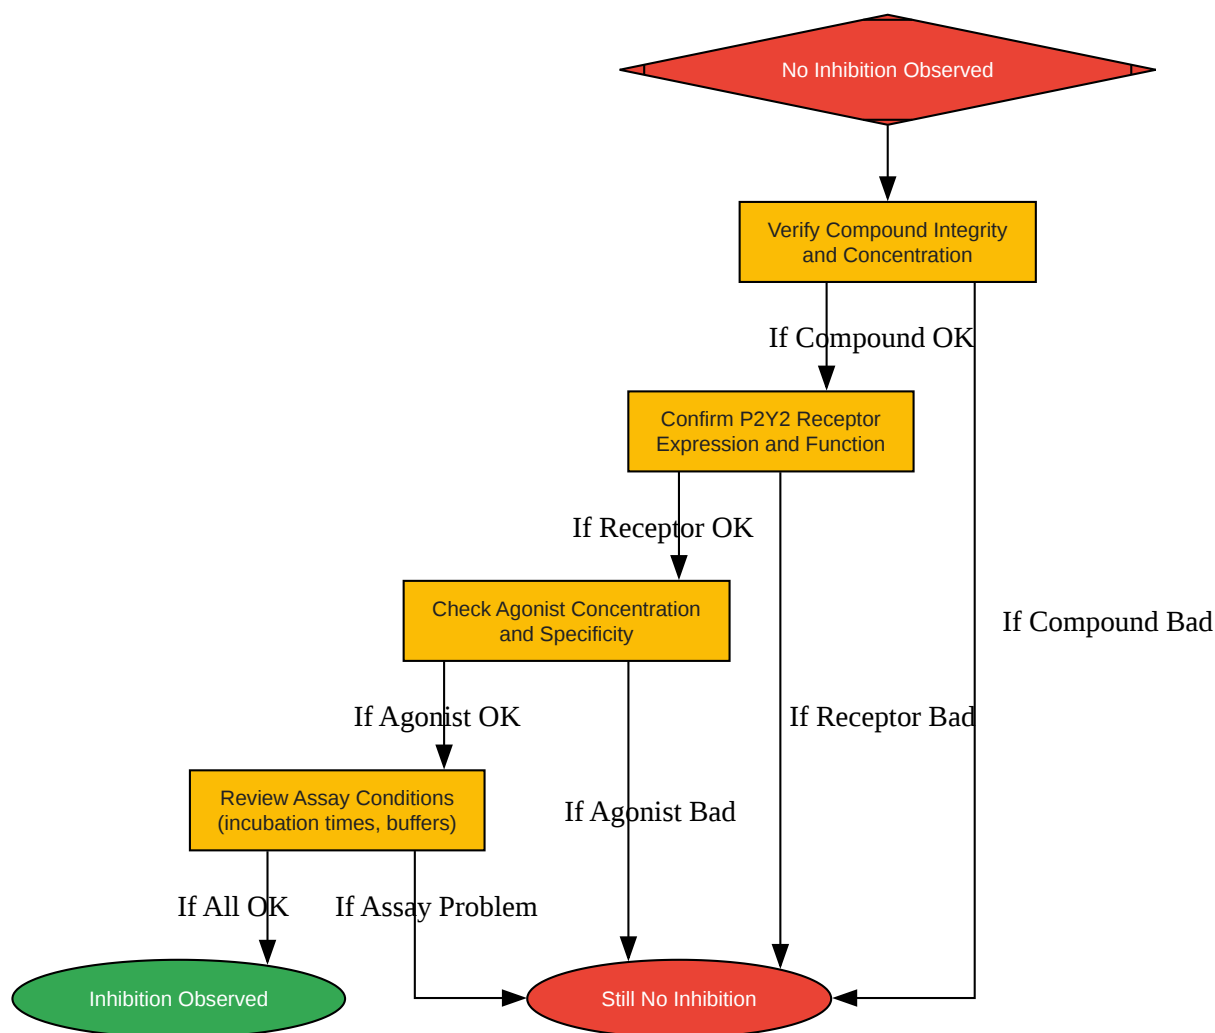 No Inhibition Observed
Verify Compound Integrity
and Concentration
If Compound OK
Confirm P2Y2 Receptor
Expression and Function
If Receptor OK
Check Agonist Concentration
and Specificity
If Compound Bad
If Agonist OK
If Receptor Bad
Review Assay Conditions
(incubation times, buffers)
If Agonist Bad
If All OK
If Assay Problem
Inhibition Observed
Still No Inhibition